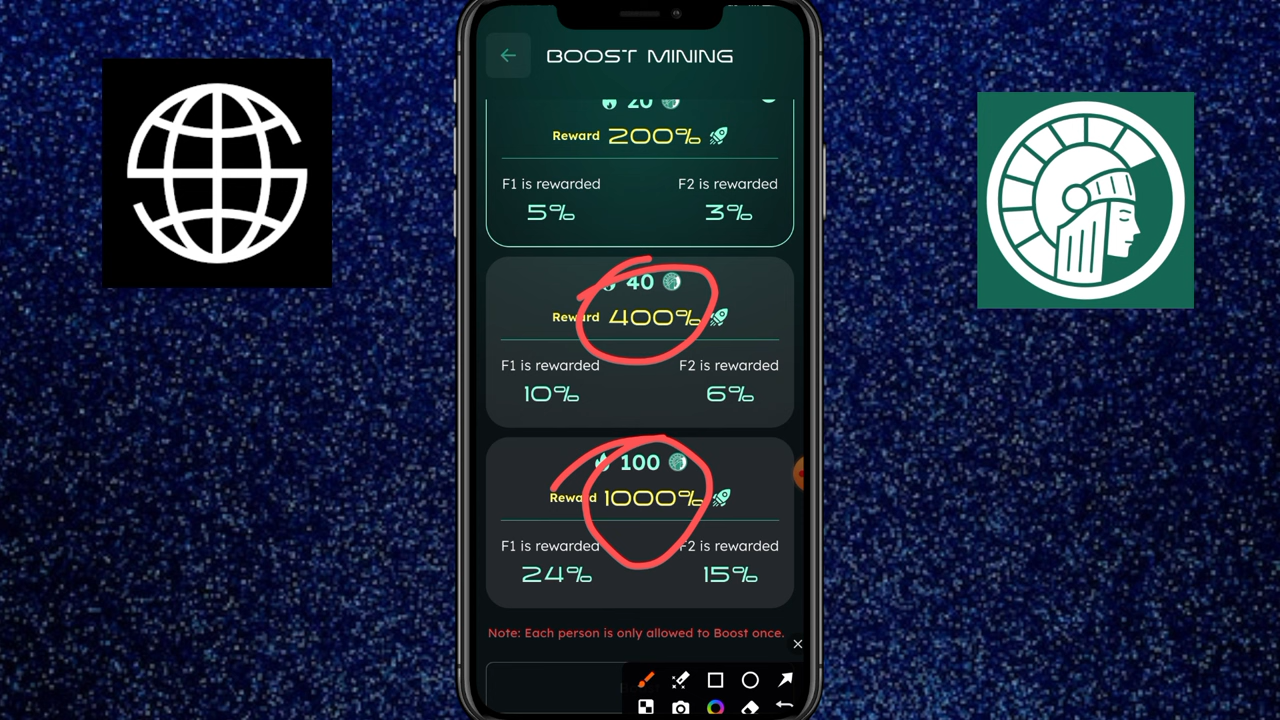 BOOST MINING
20
Reward 200%
F1 is rewarded F2 is rewarded
5% 3%
40
Reward 400%
F1 is rewarded F2 is rewarded
10% 6%
100
Reward 1000%
F1 is rewarded F2 is rewarded
24% 15%
Note: Each person is only allowed to Boost once.